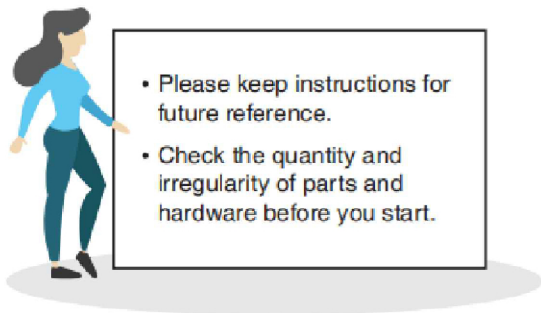 • Please keep instructions for
future reference.
• Check the quantity and
irregularity of parts and
hardware before you start.